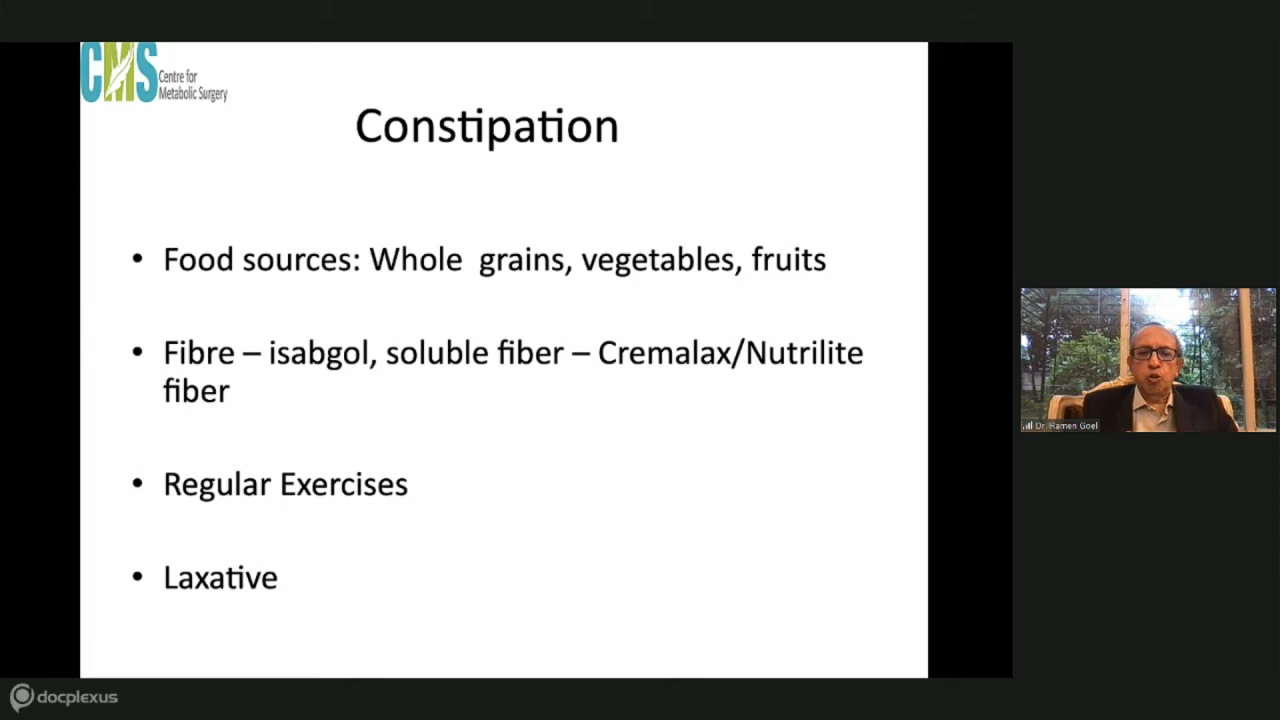 CMS Centre for
Metabolic Surgery
Constipation
• Food sources: Whole grains, vegetables, fruits
• Fibre – isabgol, soluble fiber – Cremalax/Nutrilite
fiber
• Regular Exercises
• Laxative
Dr. Ramen Goel
docplexus